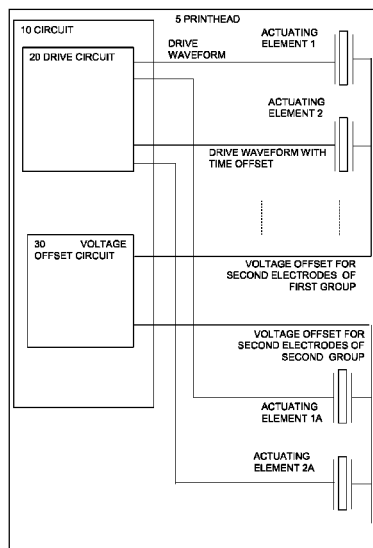 5 PRINTHEAD
10 CIRCUIT
20 DRIVE CIRCUIT
DRIVE
WAVEFORM
ACTUATING
ELEMENT 1
ACTUATING
ELEMENT 2
DRIVE WAVEFORM WITH
TIME OFFSET
30 VOLTAGE
OFFSET CIRCUIT
VOLTAGE OFFSET FOR
SECOND ELECTRODES OF
FIRST GROUP
VOLTAGE OFFSET FOR
SECOND ELECTRODES OF
SECOND GROUP
ACTUATING
ELEMENT 1A
ACTUATING
ELEMENT 2A